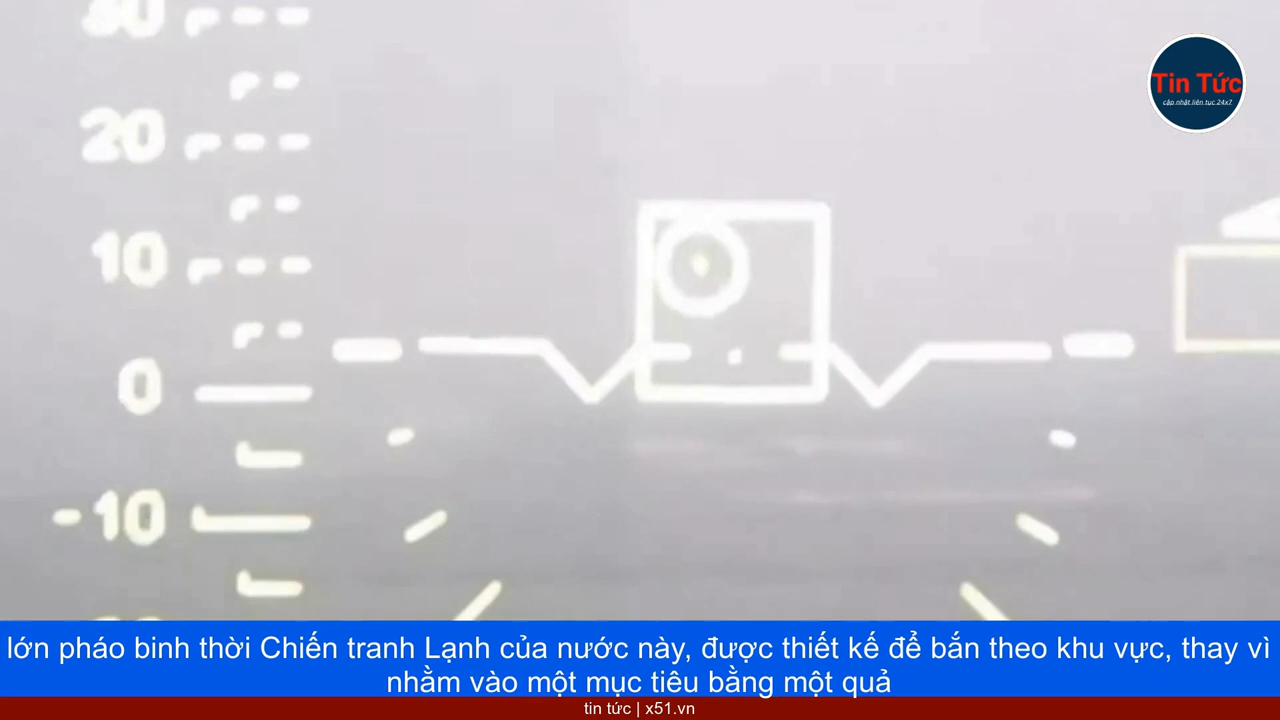 20
10
0
-10
Tin Tức
cập nhật liên tục 24x7
lớn pháo binh thời Chiến tranh Lạnh của nước này, được thiết kế để bắn theo khu vực, thay vì
nhằm vào một mục tiêu bằng một quả
tin tức | x51.vn